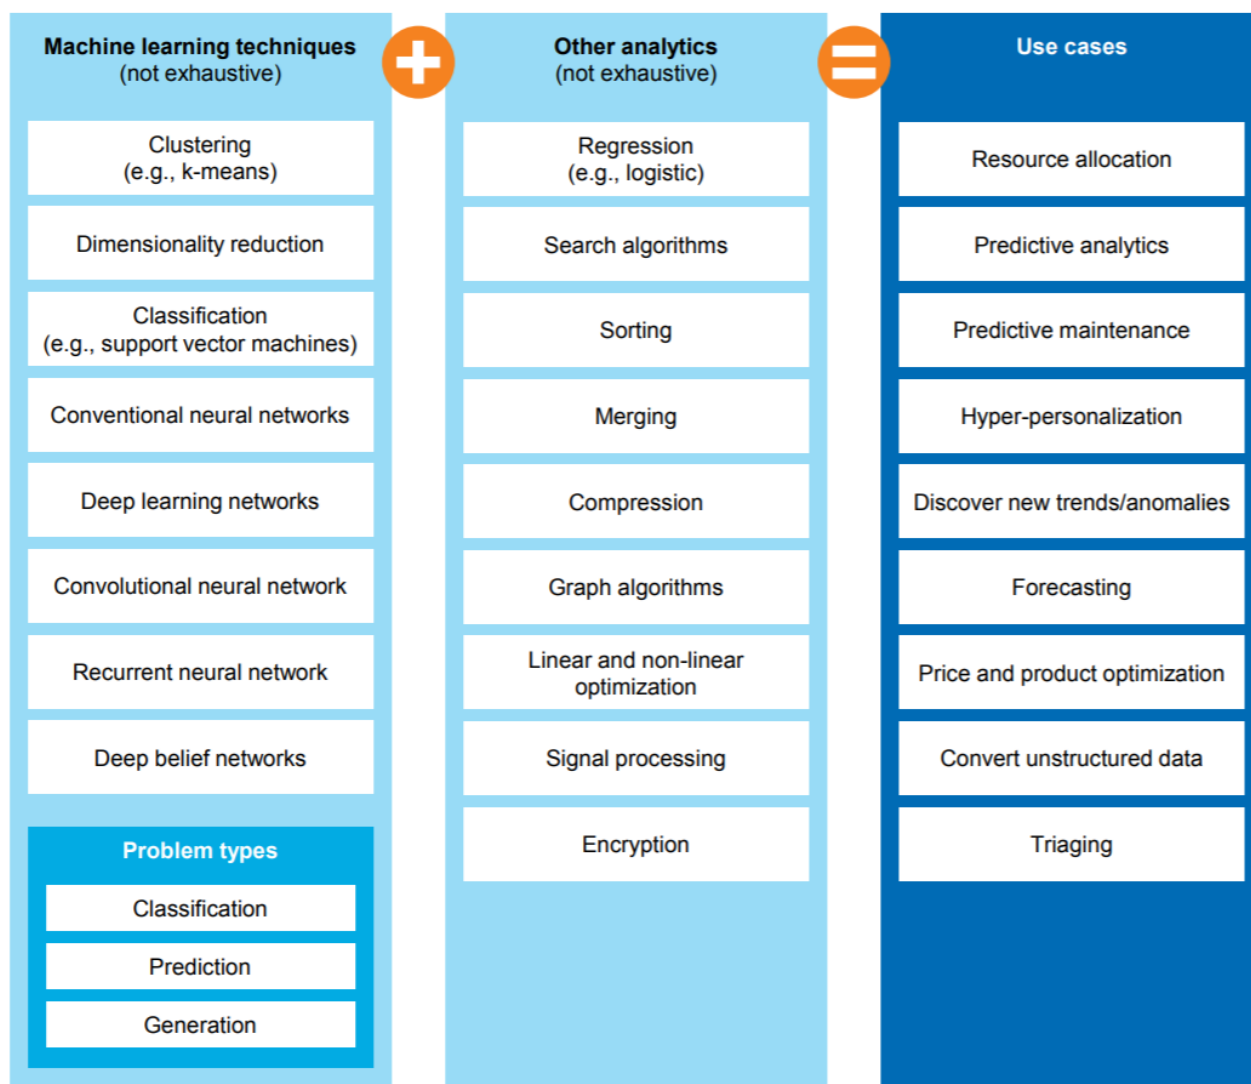 Machine learning techniques
(not exhaustive)
Clustering
(e.g., k-means)
Dimensionality reduction
Classification
(e.g., support vector machines)
Conventional neural networks
Deep learning networks
Convolutional neural network
Recurrent neural network
Deep belief networks
Problem types
Classification
Prediction
Generation
+
Other analytics
(not exhaustive)
Regression
(e.g., logistic)
Search algorithms
Sorting
Merging
Compression
Graph algorithms
Linear and non-linear
optimization
Signal processing
Encryption
=
Use cases
Resource allocation
Predictive analytics
Predictive maintenance
Hyper-personalization
Discover new trends/anomalies
Forecasting
Price and product optimization
Convert unstructured data
Triaging